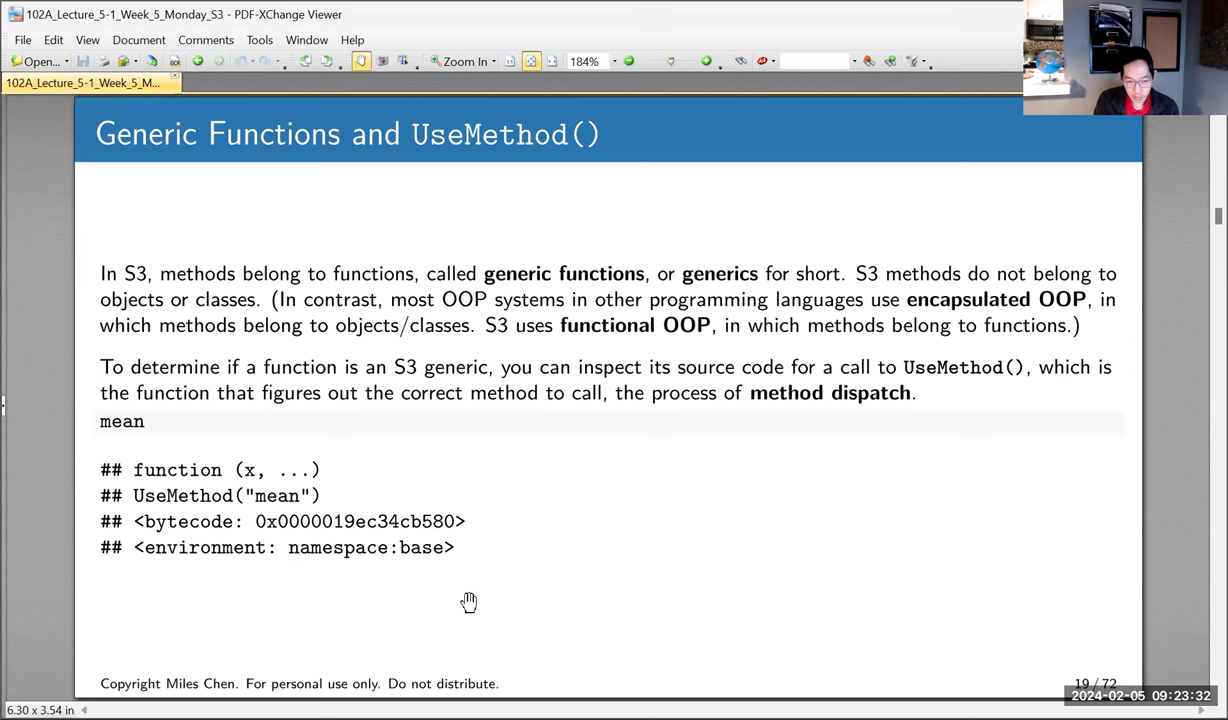 102A_Lecture_5-1_Week_5_Monday_S3 - PDF-XChange Viewer
File Edit View Document Comments Tools Window Help
Open... OCR Zoom In 184%
102A_Lecture_5-1_Week_5_M...
Generic Functions and UseMethod()
In S3, methods belong to functions, called generic functions, or generics for short. S3 methods do not belong to
objects or classes. (In contrast, most OOP systems in other programming languages use encapsulated OOP, in
which methods belong to objects/classes. S3 uses functional OOP, in which methods belong to functions.)
To determine if a function is an S3 generic, you can inspect its source code for a call to UseMethod(), which is
the function that figures out the correct method to call, the process of method dispatch.
mean
## function (x, ...)
## UseMethod("mean")
## <bytecode: 0x0000019ec34cb580>
## <environment: namespace:base>
Copyright Miles Chen. For personal use only. Do not distribute.
19 / 72
2024-02-05 09:23:32
6.30 x 3.54 in